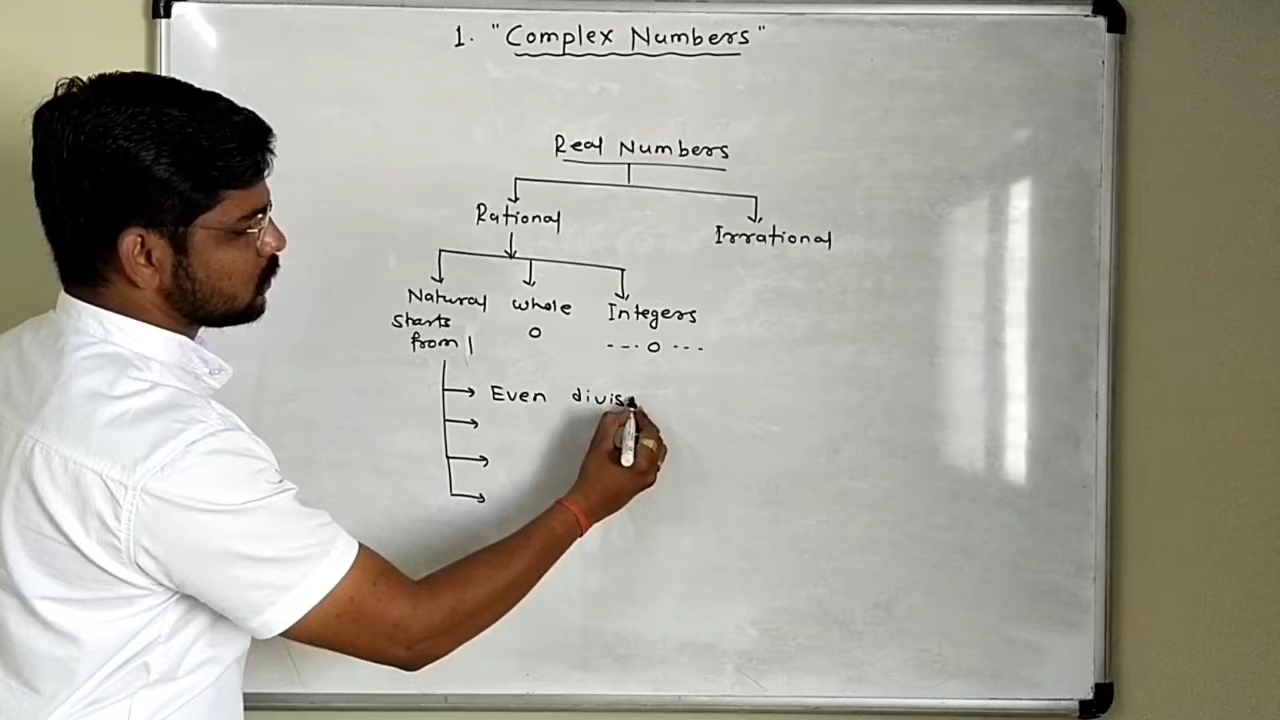 1. "Complex Numbers"
Real Numbers
Rational
Irrational
Natural whole Integers
starts
from 1
0
---. 0 ---
Even divis